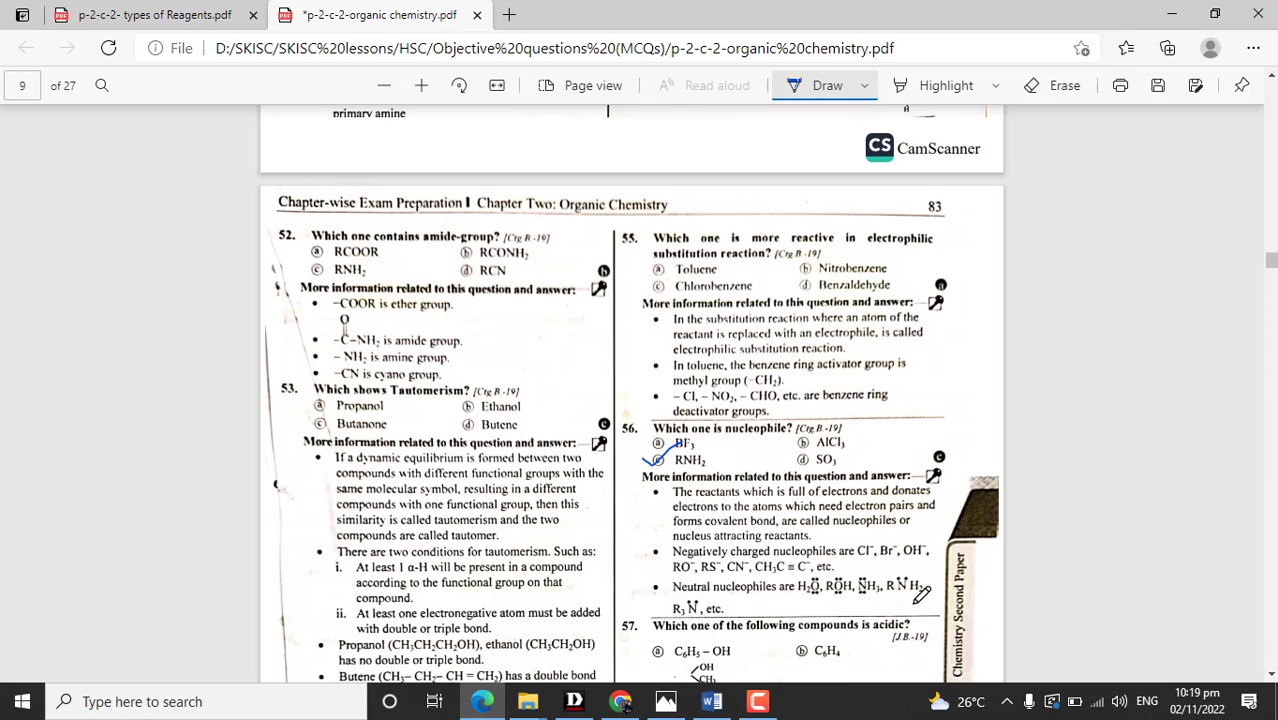 p-2-c-2- types of Reagents.pdf
*p-2-c-2-organic chemistry.pdf
File
D:/SKISC/SKISC%20lessons/HSC/Objective%20questions%20(MCQs)/p-2-c-2-organic%20chemistry.pdf
9 of 27
Page view
Read aloud
Draw
Highlight
Erase
primary amine
CS CamScanner
Chapter-wise Exam Preparation I Chapter Two: Organic Chemistry 83
52. Which one contains amide-group? [Ctg B -19]
ⓐ RCOOR ⓑ RCONH₂
ⓒ RNH₂ ⓓ RCN ⓑ
More information related to this question and answer:
• –COOR is ether group.
O
• –C–NH₂ is amide group.
• – NH₂ is amine group.
• –CN is cyano group.
53. Which shows Tautomerism? [Ctg B -19]
ⓐ Propanol ⓑ Ethanol
ⓒ Butanone ⓓ Butene ⓒ
More information related to this question and answer:
• If a dynamic equilibrium is formed between two
compounds with different functional groups with the
same molecular symbol, resulting in a different
compounds with one functional group, then this
similarity is called tautomerism and the two
compounds are called tautomer.
• There are two conditions for tautomerism. Such as:
i. At least 1 α-H will be present in a compound
according to the functional group on that
compound.
ii. At least one electronegative atom must be added
with double or triple bond.
• Propanol (CH₃CH₂CH₂OH), ethanol (CH₃CH₂OH)
has no double or triple bond.
• Butene (CH₃– CH₂– CH = CH₂) has a double bond
55. Which one is more reactive in electrophilic
substitution reaction? [Ctg B -19]
ⓐ Toluene ⓑ Nitrobenzene
ⓒ Chlorobenzene ⓓ Benzaldehyde ⓐ
More information related to this question and answer:
• In the substitution reaction where an atom of the
reactant is replaced with an electrophile, is called
electrophilic substitution reaction.
• In toluene, the benzene ring activator group is
methyl group (–CH₂).
• – Cl, – NO₂, – CHO, etc. are benzene ring
deactivator groups.
56. Which one is nucleophile? [Ctg.B.-19]
ⓐ BF₃ ⓑ AlCl₃
ⓒ RNH₂ ⓓ SO₃ ⓒ
More information related to this question and answer:
• The reactants which is full of electrons and donates
electrons to the atoms which need electron pairs and
forms covalent bond, are called nucleophiles or
nucleus attracting reactants.
• Negatively charged nucleophiles are Cl⁻, Br⁻, OH⁻,
RO⁻, RS⁻, CN⁻, CH₃C ≡ C⁻, etc.
• Neutral nucleophiles are H₂O, ROH, NH₃, R N H₂,
R₃ N , etc.
57. Which one of the following compounds is acidic?
[J.B.-19]
ⓐ C₆H₅ – OH ⓑ C₆H₄
OH
CH₃
Chemistry Second Paper
Type here to search
26°C
ENG
10:19 pm
02/11/2022